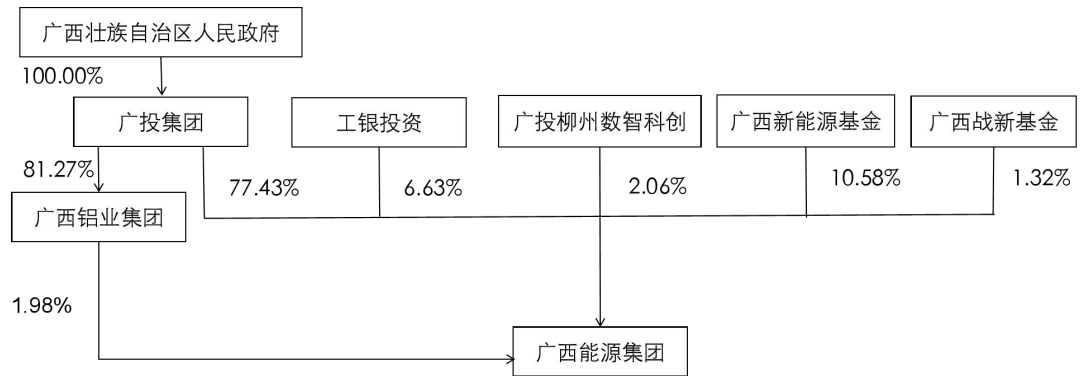 广西壮族自治区人民政府
100.00%
广投集团
工银投资
广投柳州数智科创
广西新能源基金
广西战新基金
81.27%
77.43%
6.63%
2.06%
10.58%
1.32%
广西铝业集团
1.98%
广西能源集团